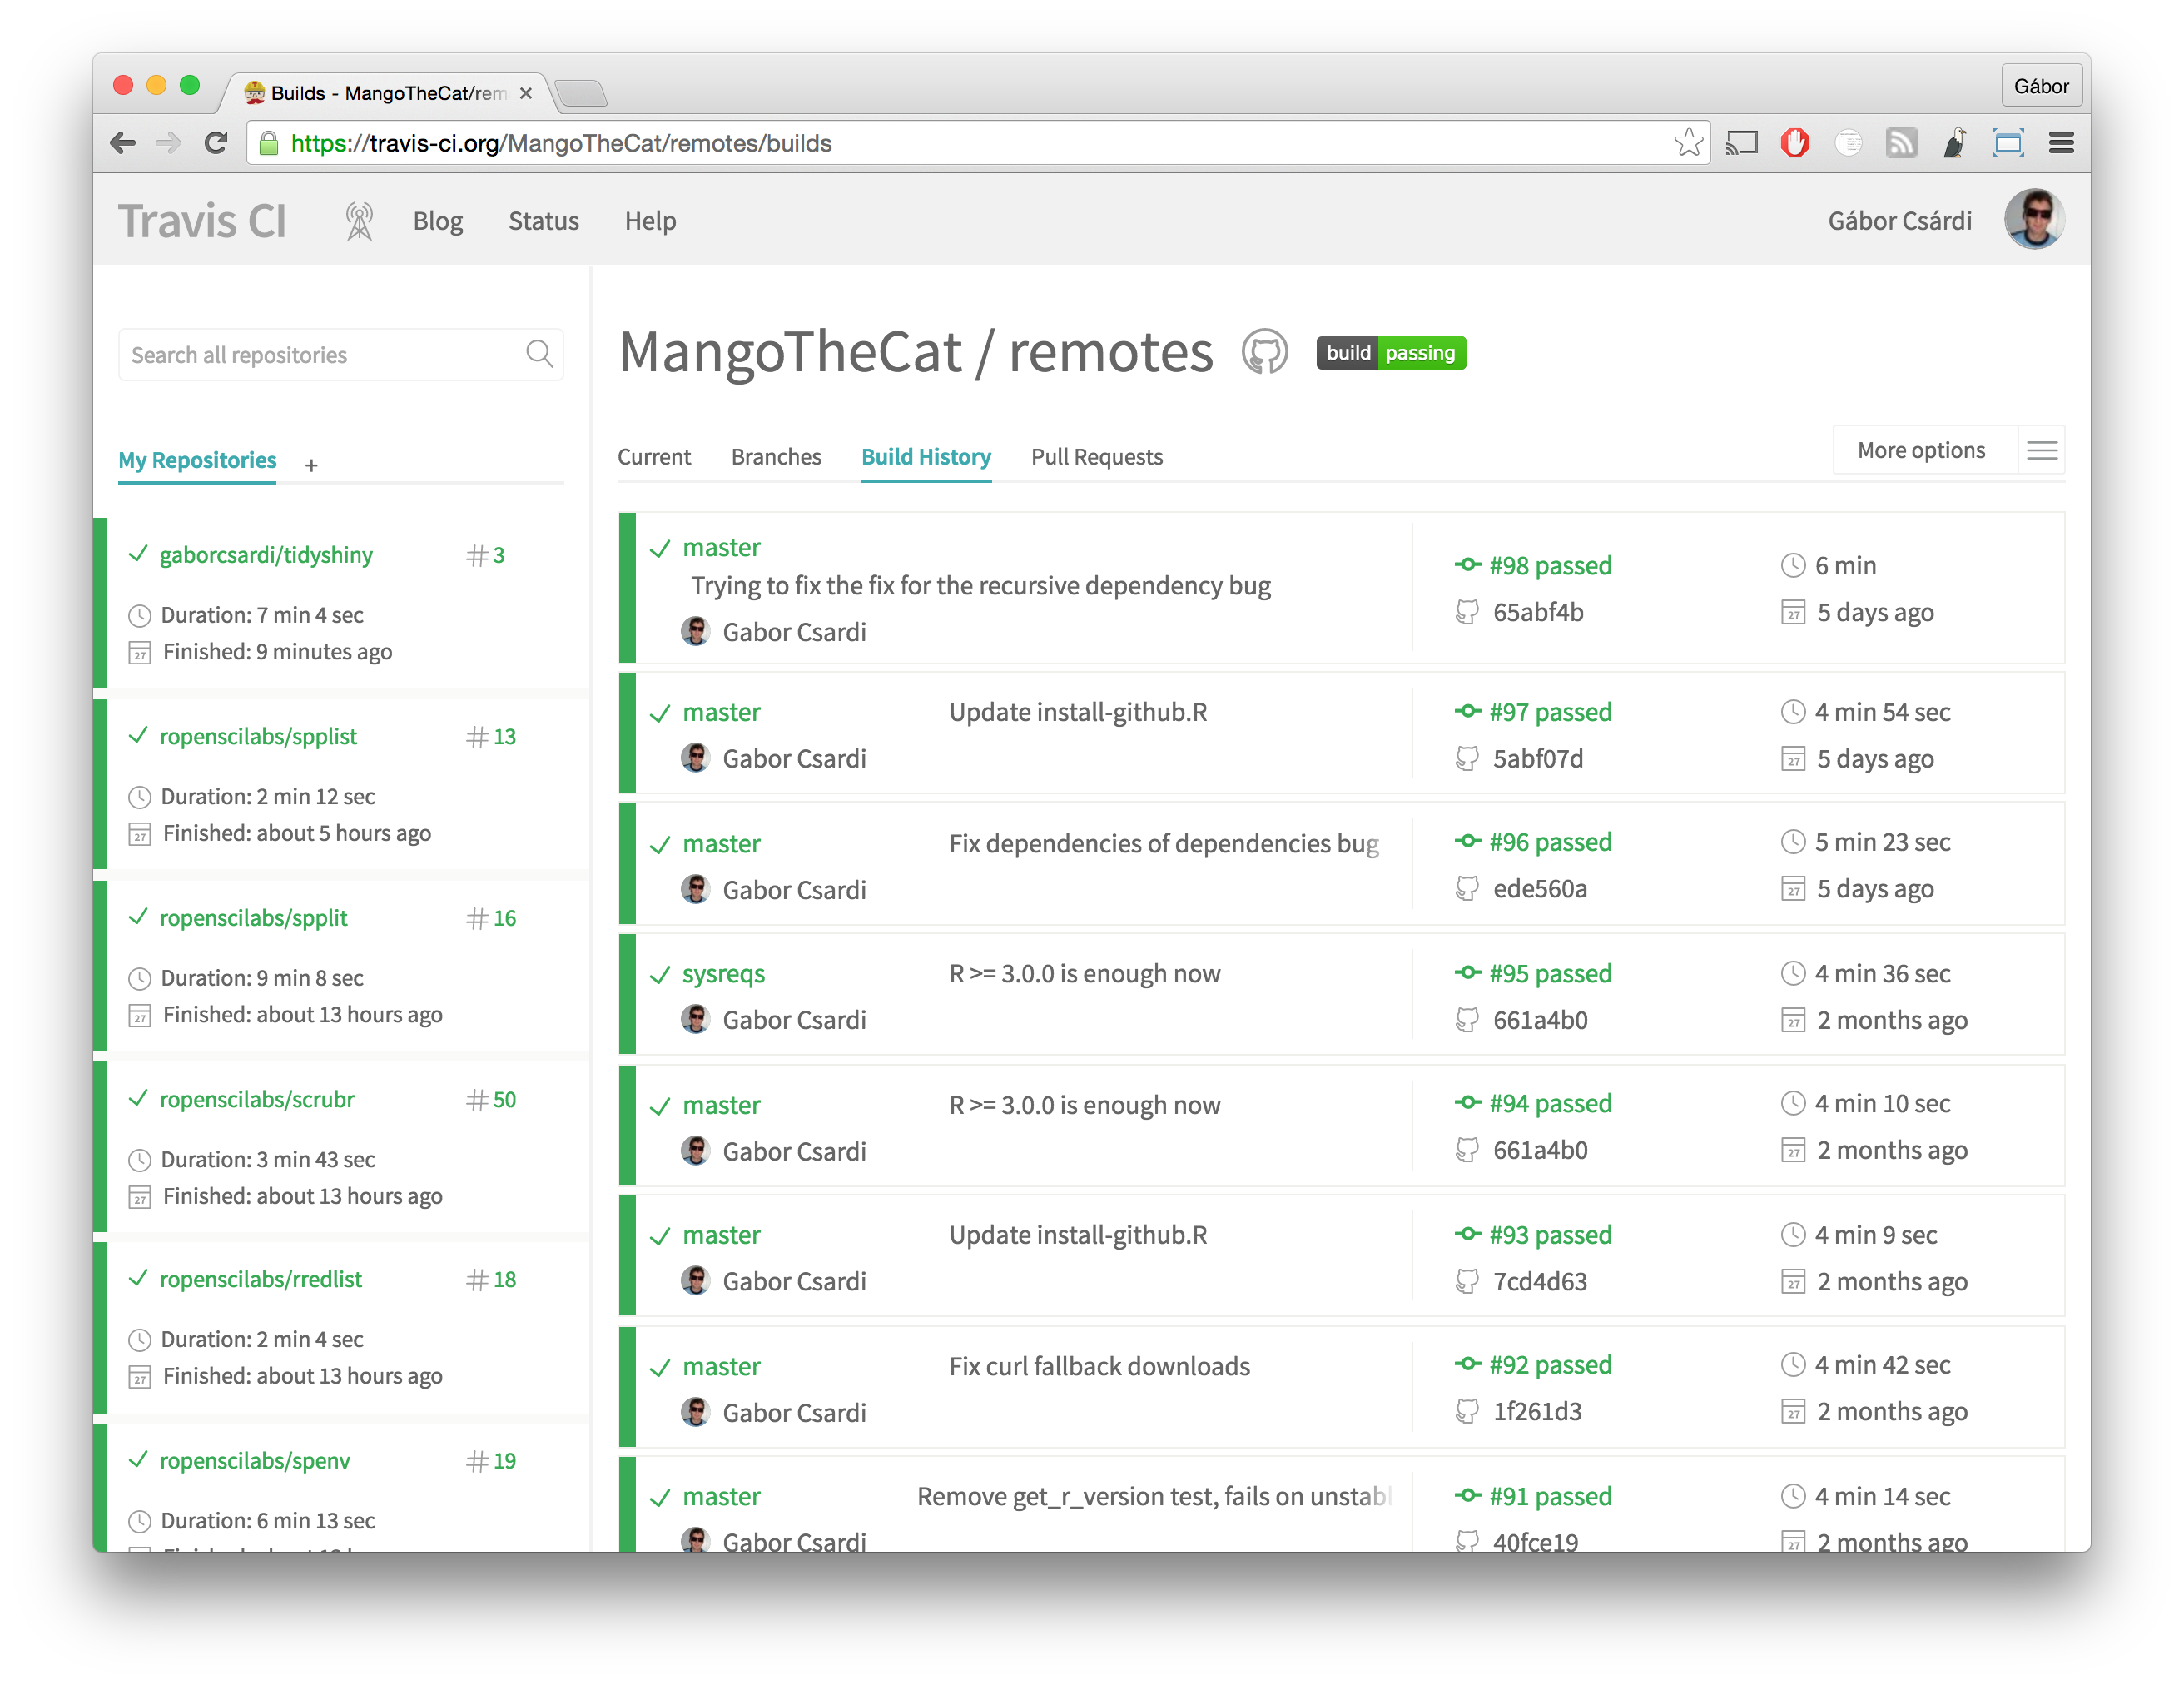 Builds - MangoTheCat/rem
Gábor
https://travis-ci.org/MangoTheCat/remotes/builds
Travis CI Blog Status Help Gábor Csárdi
Search all repositories
My Repositories +
gaborcsardi/tidyshiny #3
Duration: 7 min 4 sec
Finished: 9 minutes ago
ropenscilabs/spplist #13
Duration: 2 min 12 sec
Finished: about 5 hours ago
ropenscilabs/spplit #16
Duration: 9 min 8 sec
Finished: about 13 hours ago
ropenscilabs/scrubr #50
Duration: 3 min 43 sec
Finished: about 13 hours ago
ropenscilabs/rredlist #18
Duration: 2 min 4 sec
Finished: about 13 hours ago
ropenscilabs/spenv #19
Duration: 6 min 13 sec
MangoTheCat / remotes build passing
Current Branches Build History Pull Requests More options
master
Trying to fix the fix for the recursive dependency bug
Gabor Csardi
#98 passed 6 min
65abf4b 27 5 days ago
master Update install-github.R #97 passed 4 min 54 sec
Gabor Csardi 5abf07d 27 5 days ago
master Fix dependencies of dependencies bug #96 passed 5 min 23 sec
Gabor Csardi ede560a 27 5 days ago
sysreqs R >= 3.0.0 is enough now #95 passed 4 min 36 sec
Gabor Csardi 661a4b0 27 2 months ago
master R >= 3.0.0 is enough now #94 passed 4 min 10 sec
Gabor Csardi 661a4b0 27 2 months ago
master Update install-github.R #93 passed 4 min 9 sec
Gabor Csardi 7cd4d63 27 2 months ago
master Fix curl fallback downloads #92 passed 4 min 42 sec
Gabor Csardi 1f261d3 27 2 months ago
master Remove get_r_version test, fails on unstabl #91 passed 4 min 14 sec
Gabor Csardi 40fce19 27 2 months ago